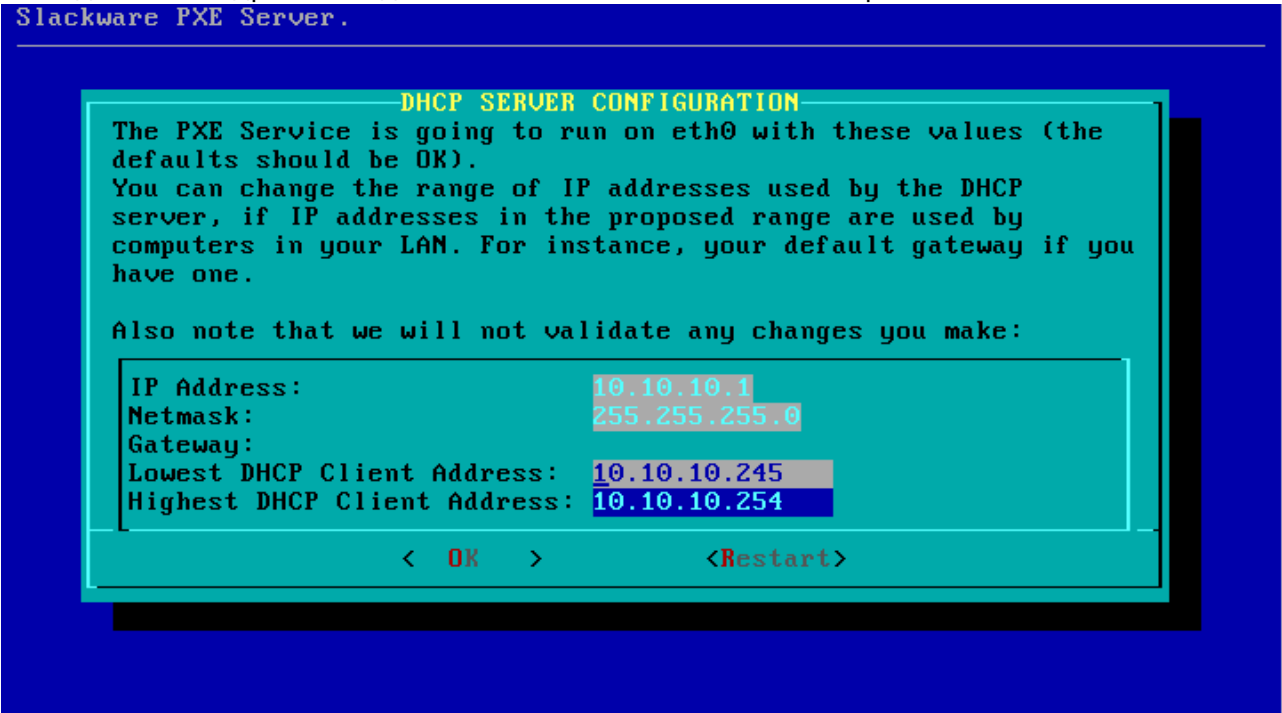 Slackware PXE Server.
DHCP SERVER CONFIGURATION
The PXE Service is going to run on eth0 with these values (the
defaults should be OK).
You can change the range of IP addresses used by the DHCP
server, if IP addresses in the proposed range are used by
computers in your LAN. For instance, your default gateway if you
have one.
Also note that we will not validate any changes you make:
IP Address: 10.10.10.1
Netmask: 255.255.255.0
Gateway:
Lowest DHCP Client Address: 10.10.10.245
Highest DHCP Client Address: 10.10.10.254
< OK > <Restart>